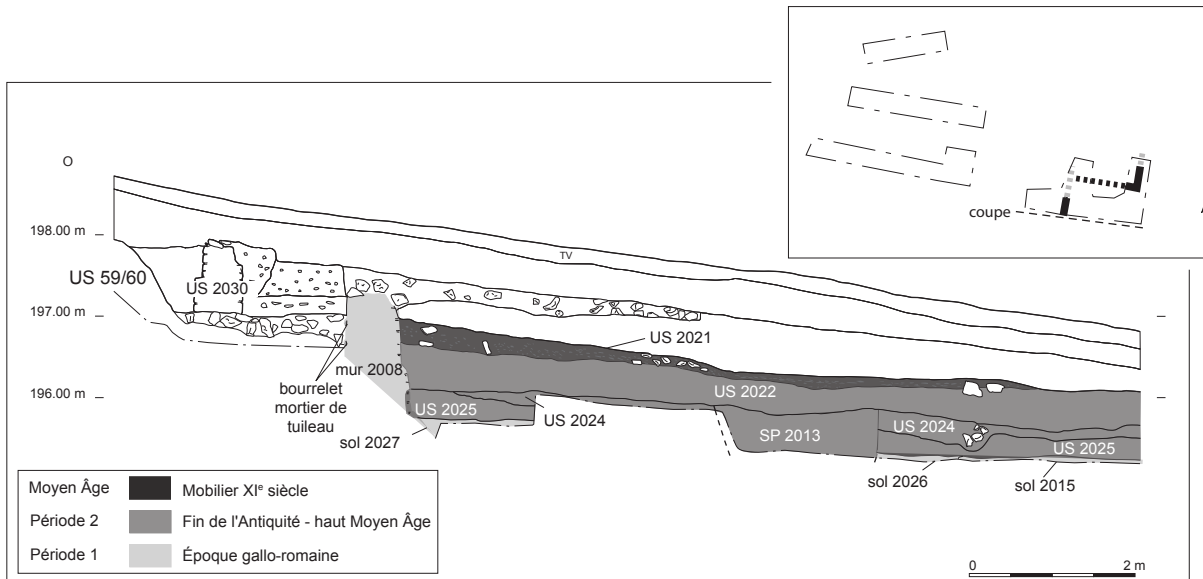 coupe
A
O
198.00 m
TV
US 59/60
US 2030
197.00 m
US 2021
mur 2008
bourrelet
mortier de
tuileau
US 2022
196.00 m
US 2025
US 2024
US 2024
SP 2013
US 2025
sol 2027
sol 2026
sol 2015
Moyen Âge
Mobilier XIe siècle
Période 2
Fin de l'Antiquité - haut Moyen Âge
Période 1
Époque gallo-romaine
0
2 m